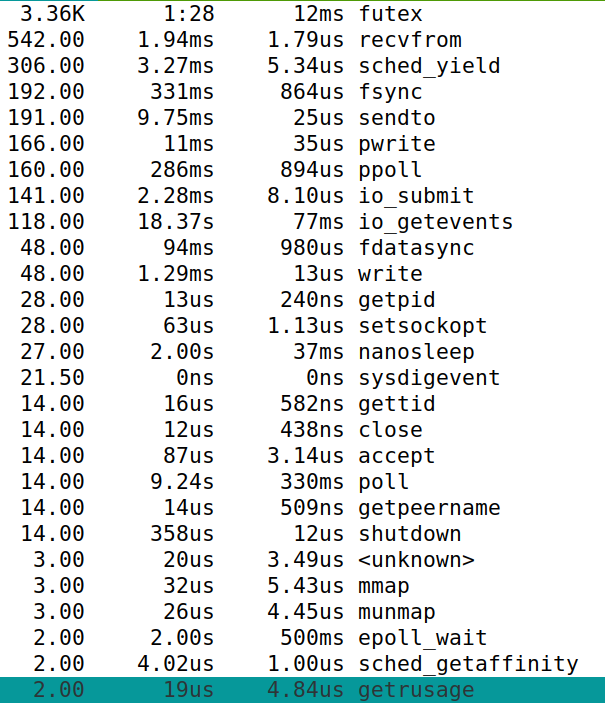 3.36K 1:28 12ms futex
542.00 1.94ms 1.79us recvfrom
306.00 3.27ms 5.34us sched_yield
192.00 331ms 864us fsync
191.00 9.75ms 25us sendto
166.00 11ms 35us pwrite
160.00 286ms 894us ppoll
141.00 2.28ms 8.10us io_submit
118.00 18.37s 77ms io_getevents
48.00 94ms 980us fdatasync
48.00 1.29ms 13us write
28.00 13us 240ns getpid
28.00 63us 1.13us setsockopt
27.00 2.00s 37ms nanosleep
21.50 0ns 0ns sysdigevent
14.00 16us 582ns gettid
14.00 12us 438ns close
14.00 87us 3.14us accept
14.00 9.24s 330ms poll
14.00 14us 509ns getpeername
14.00 358us 12us shutdown
3.00 20us 3.49us <unknown>
3.00 32us 5.43us mmap
3.00 26us 4.45us munmap
2.00 2.00s 500ms epoll_wait
2.00 4.02us 1.00us sched_getaffinity
2.00 19us 4.84us getrusage